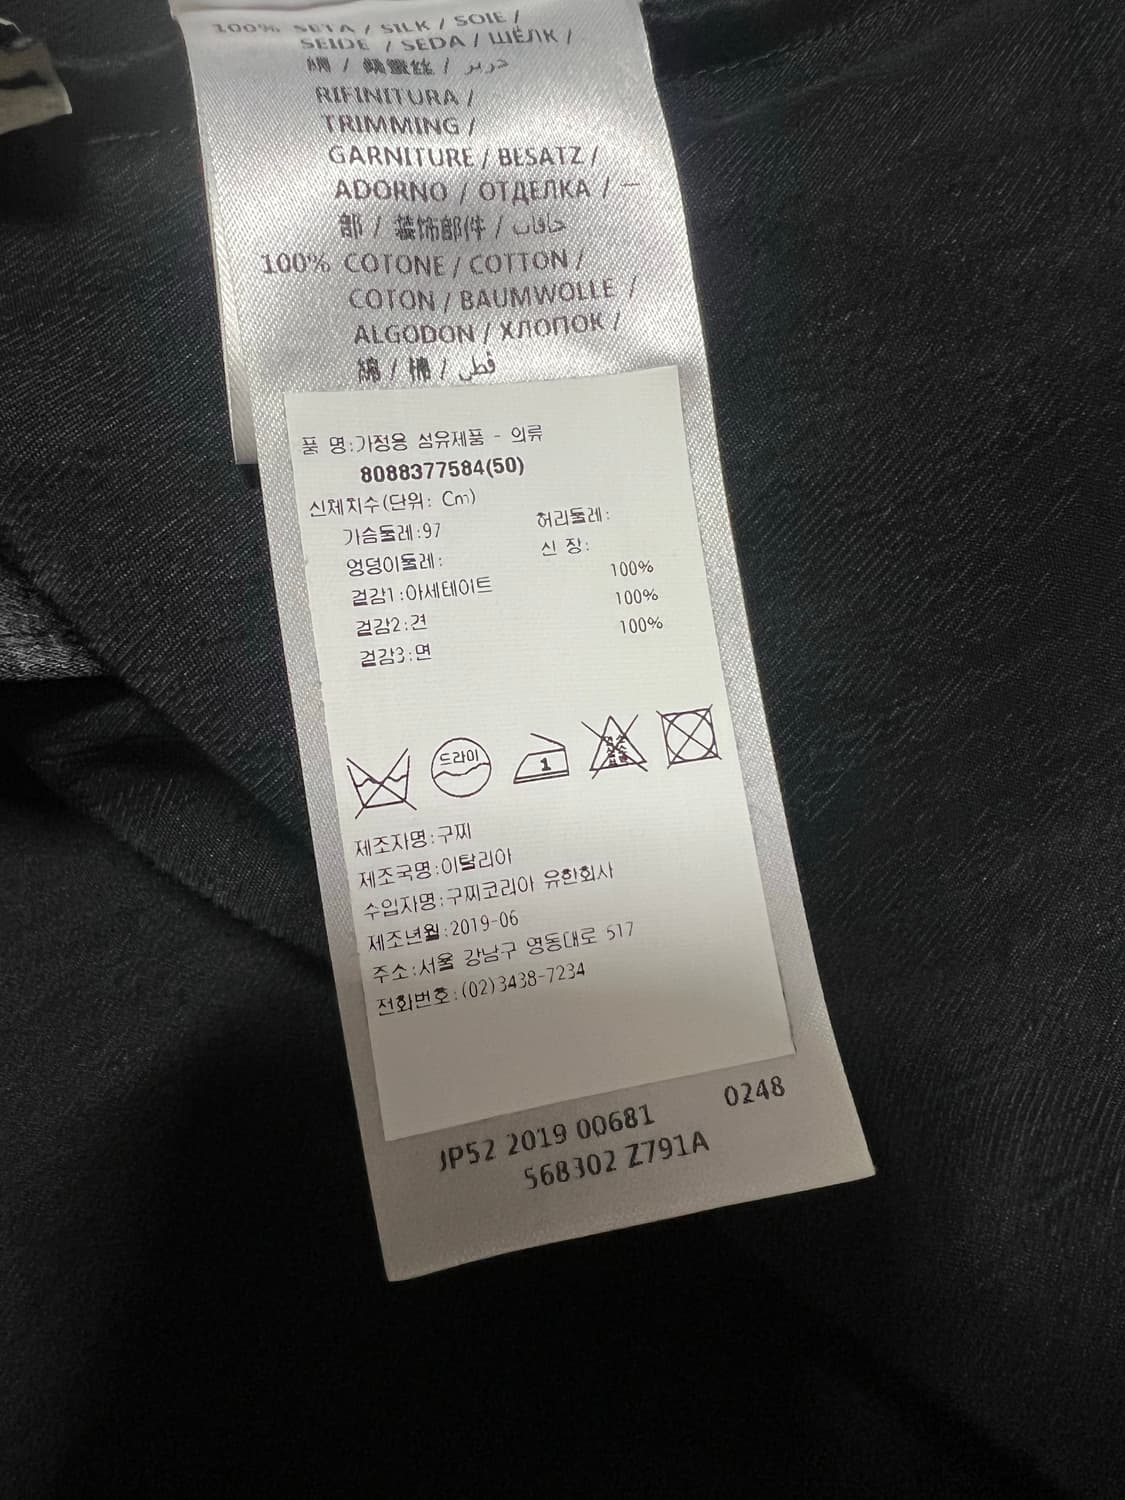 100% SETA / SILK / SOIE /
SEIDE / SEDA / ШЁЛК /
絹 / 桑蠶丝 / حرير
RIFINITURA /
TRIMMING /
GARNITURE / BESATZ /
ADORNO / ОТДЕЛКА / 一
部 / 装饰部件 / حافات
100% COTONE / COTTON /
COTON / BAUMWOLLE /
ALGODON / ХЛОПОК /
綿 / 棉 / قطن
품 명:가정용 섬유제품 - 의류
8088377584(50)
신체치수(단위: Cm)
가슴둘레:97 허리둘레:
엉덩이둘레: 신 장:
겉감1:아세테이트 100%
겉감2:견 100%
겉감3:면 100%
드라이
1
제조자명:구찌
제조국명:이탈리아
수입자명:구찌코리아 유한회사
제조년월:2019-06
주소:서울 강남구 영동대로 517
전화번호:(02)3438-7234
JP52 2019 00681 0248
568302 Z791A